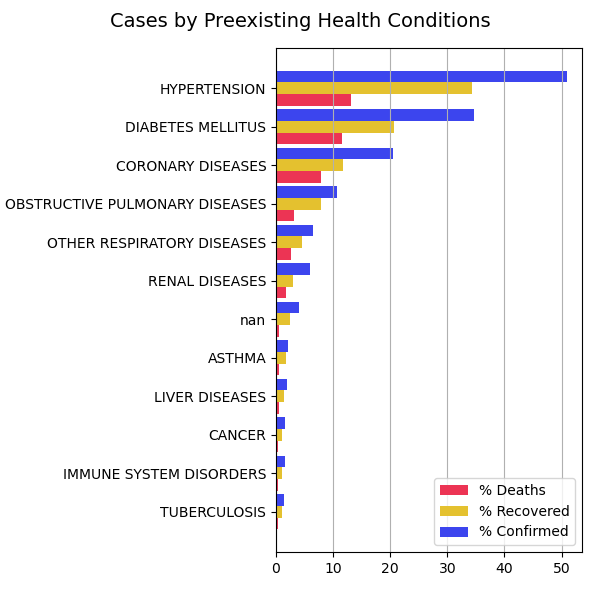 Cases by Preexisting Health Conditions
HYPERTENSION
DIABETES MELLITUS
CORONARY DISEASES
OBSTRUCTIVE PULMONARY DISEASES
OTHER RESPIRATORY DISEASES
RENAL DISEASES
nan
ASTHMA
LIVER DISEASES
CANCER
IMMUNE SYSTEM DISORDERS
TUBERCULOSIS
% Deaths
% Recovered
% Confirmed
0 10 20 30 40 50